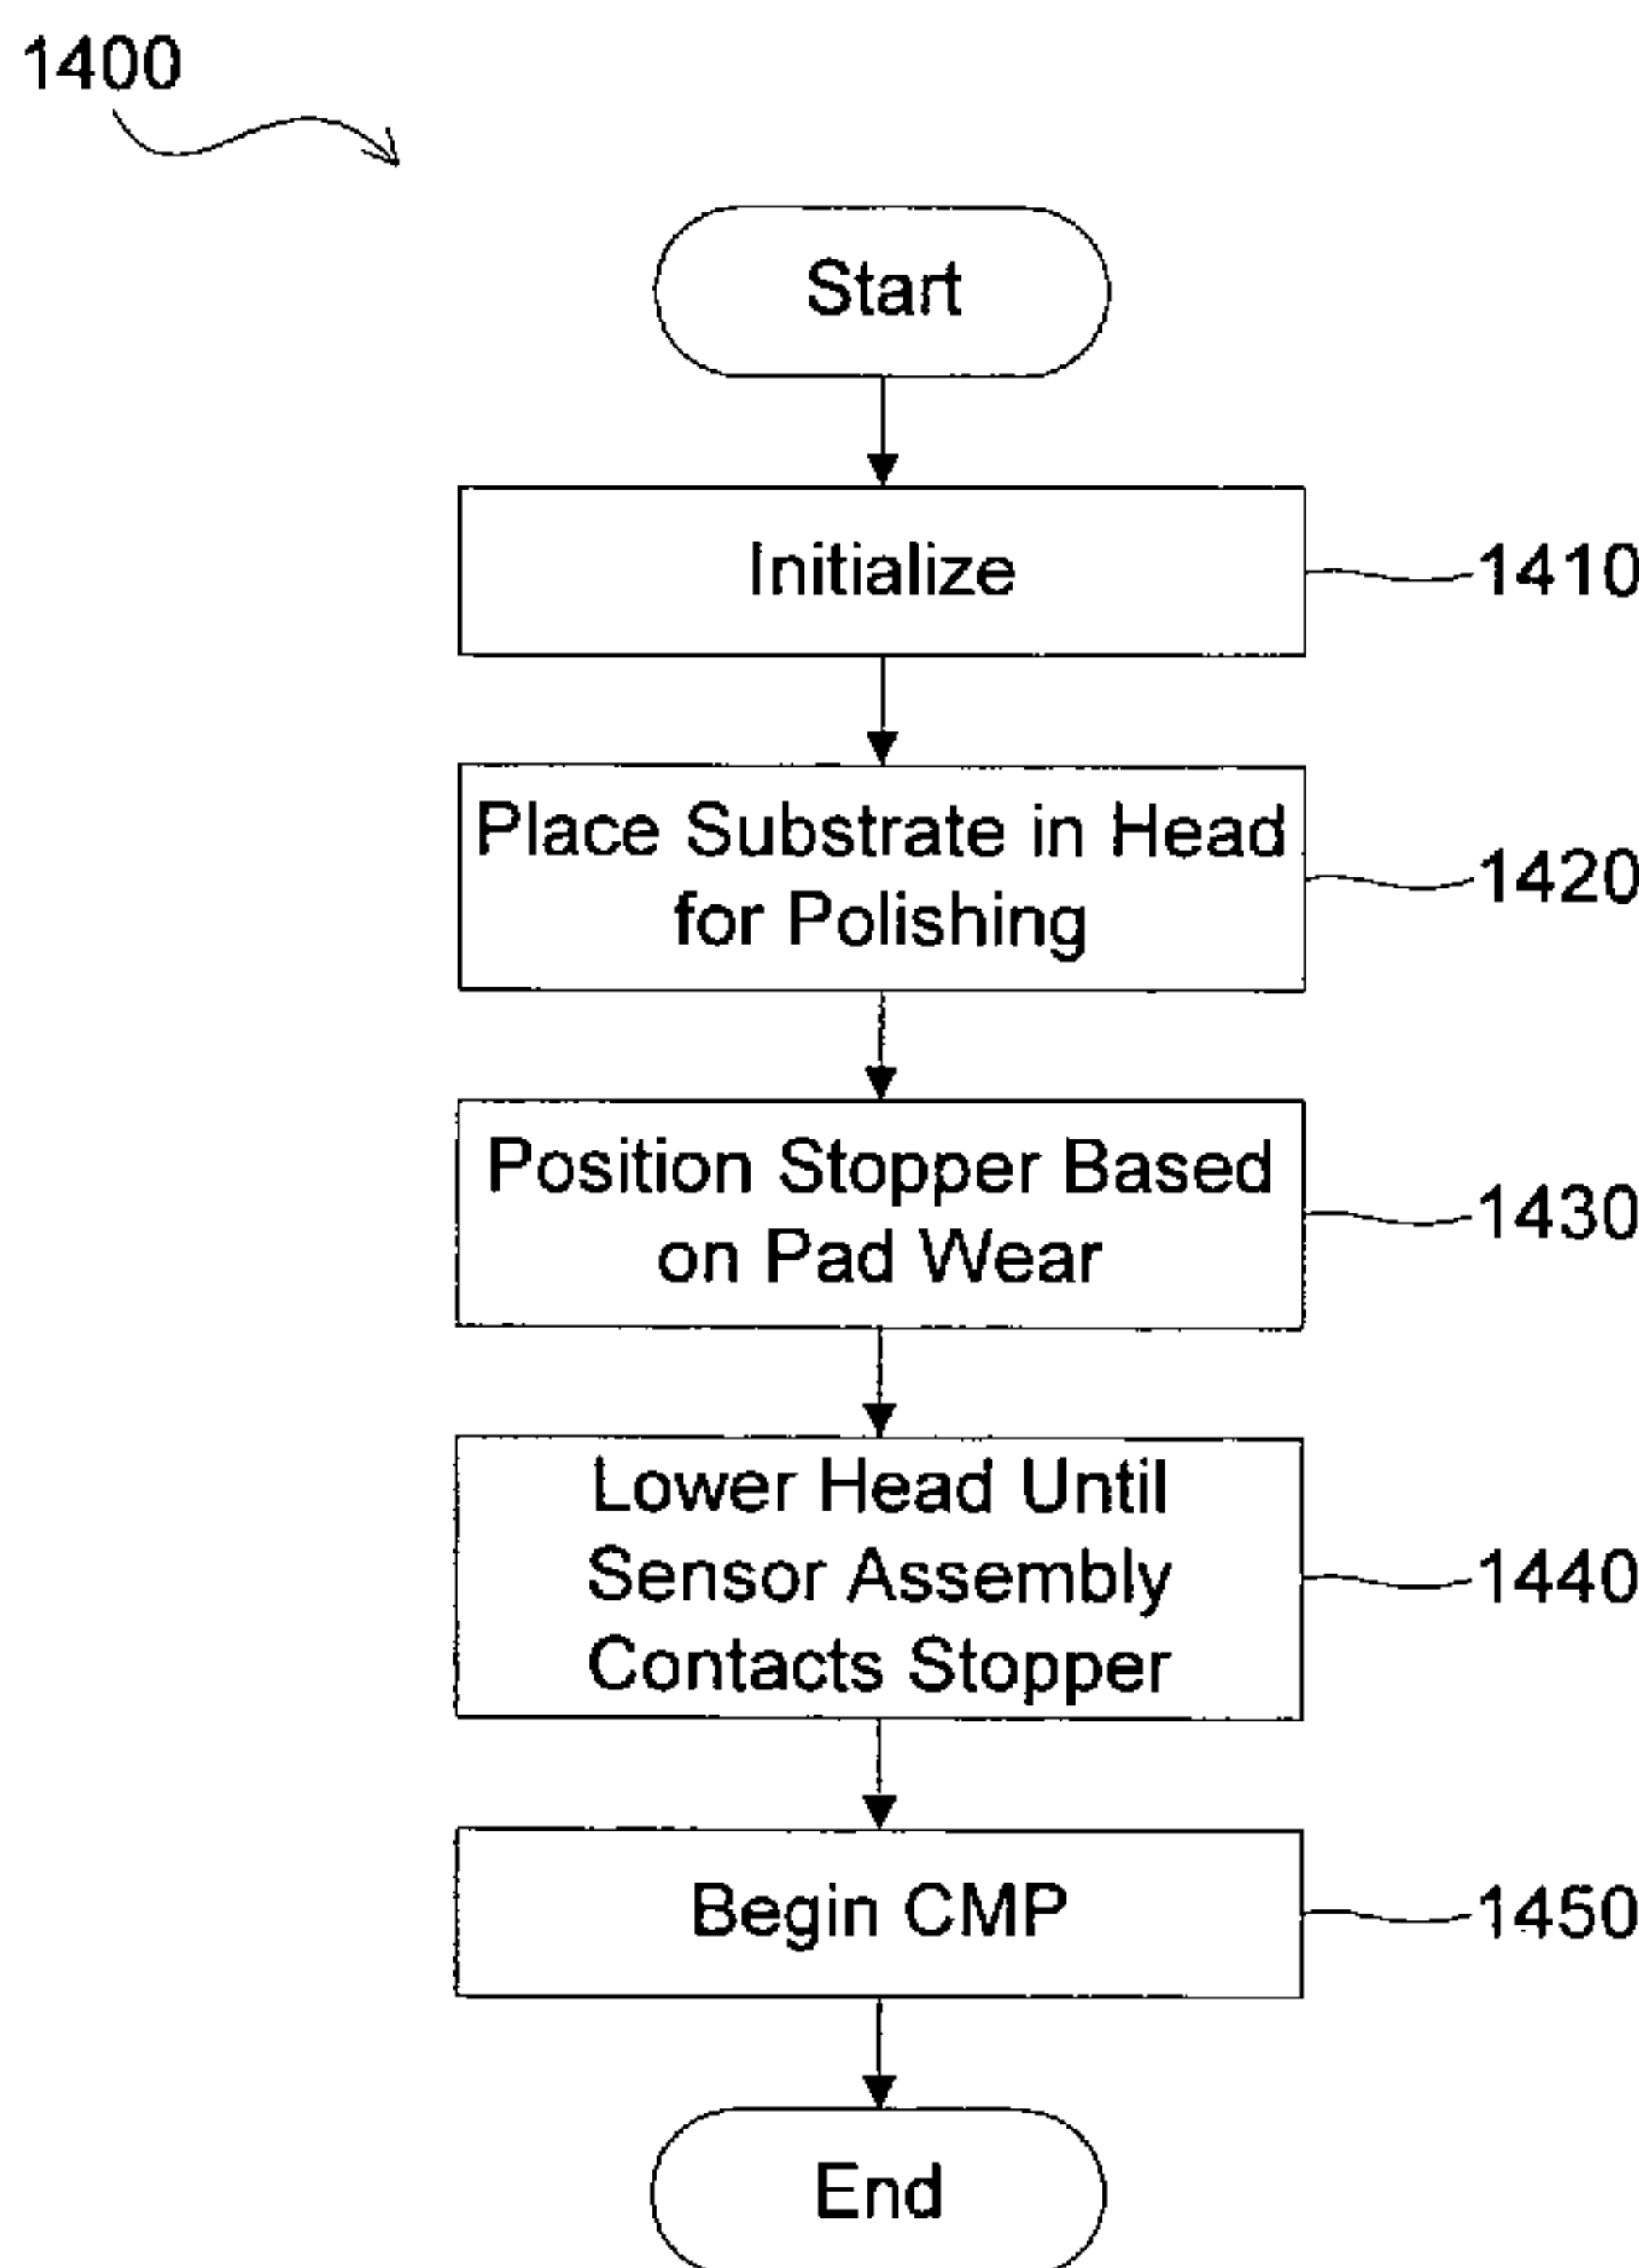 1400
Start
Initialize
1410
Place Substrate in Head
for Polishing
1420
Position Stopper Based
on Pad Wear
1430
Lower Head Until
Sensor Assembly
Contacts Stopper
1440
Begin CMP
1450
End